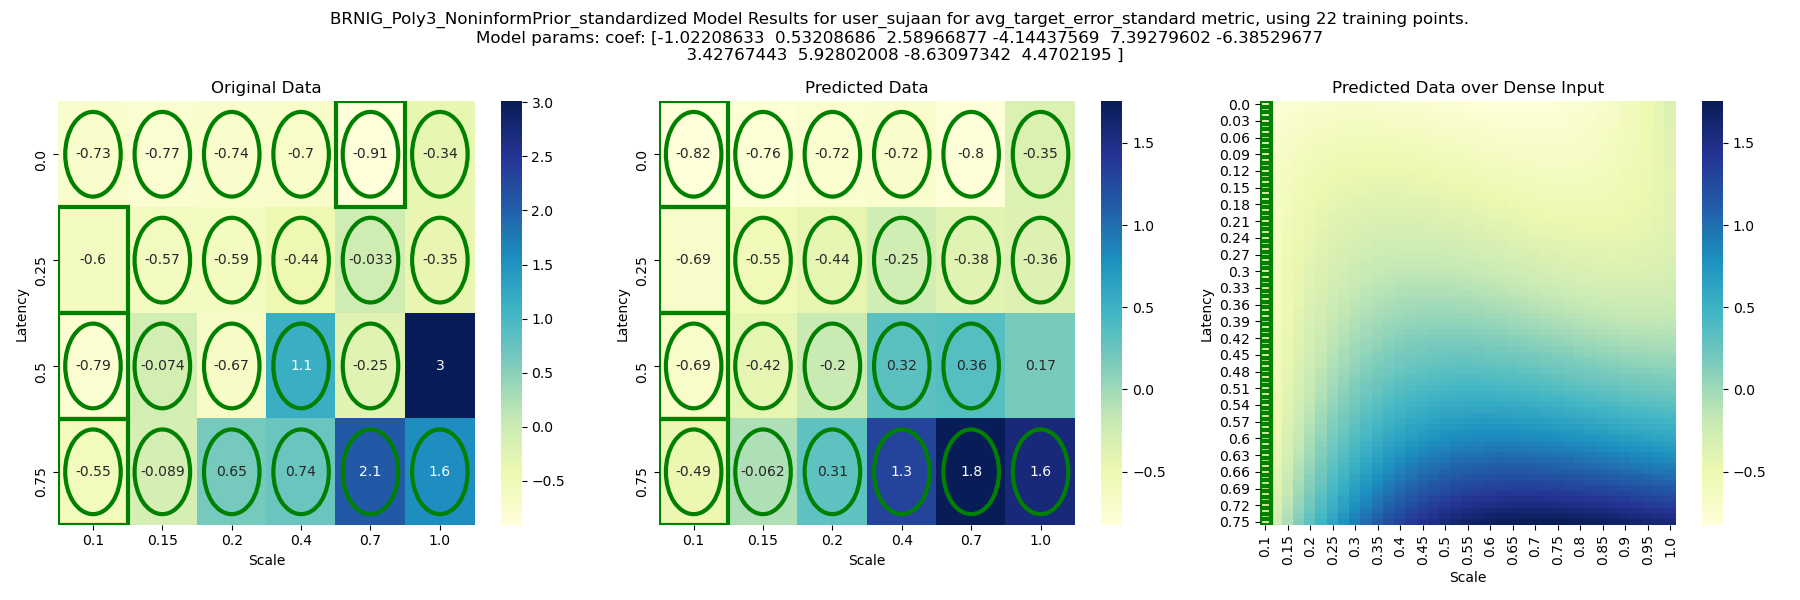 BRNIG_Poly3_NoninformPrior_standardized Model Results for user_sujaan for avg_target_error_standard metric, using 22 training points.
Model params: coef: [-1.02208633  0.53208686  2.58966877 -4.14437569  7.39279602 -6.38529677
3.42767443  5.92802008 -8.63097342  4.4702195 ]
Original Data
Latency
0.0
-0.73 -0.77 -0.74 -0.7 -0.91 -0.34
0.25
-0.6 -0.57 -0.59 -0.44 -0.033 -0.35
0.5
-0.79 -0.074 -0.67 1.1 -0.25 3
0.75
-0.55 -0.089 0.65 0.74 2.1 1.6
0.1 0.15 0.2 0.4 0.7 1.0
Scale
3.0
2.5
2.0
1.5
1.0
0.5
0.0
−0.5
Predicted Data
Latency
0.0
-0.82 -0.76 -0.72 -0.72 -0.8 -0.35
0.25
-0.69 -0.55 -0.44 -0.25 -0.38 -0.36
0.5
-0.69 -0.42 -0.2 0.32 0.36 0.17
0.75
-0.49 -0.062 0.31 1.3 1.8 1.6
0.1 0.15 0.2 0.4 0.7 1.0
Scale
1.5
1.0
0.5
0.0
−0.5
Predicted Data over Dense Input
Latency
0.0
0.03
0.06
0.09
0.12
0.15
0.18
0.21
0.24
0.27
0.3
0.33
0.36
0.39
0.42
0.45
0.48
0.51
0.54
0.57
0.6
0.63
0.66
0.69
0.72
0.75
0.1 0.15 0.2 0.25 0.3 0.35 0.4 0.45 0.5 0.55 0.6 0.65 0.7 0.75 0.8 0.85 0.9 0.95 1.0
Scale
1.5
1.0
0.5
0.0
−0.5